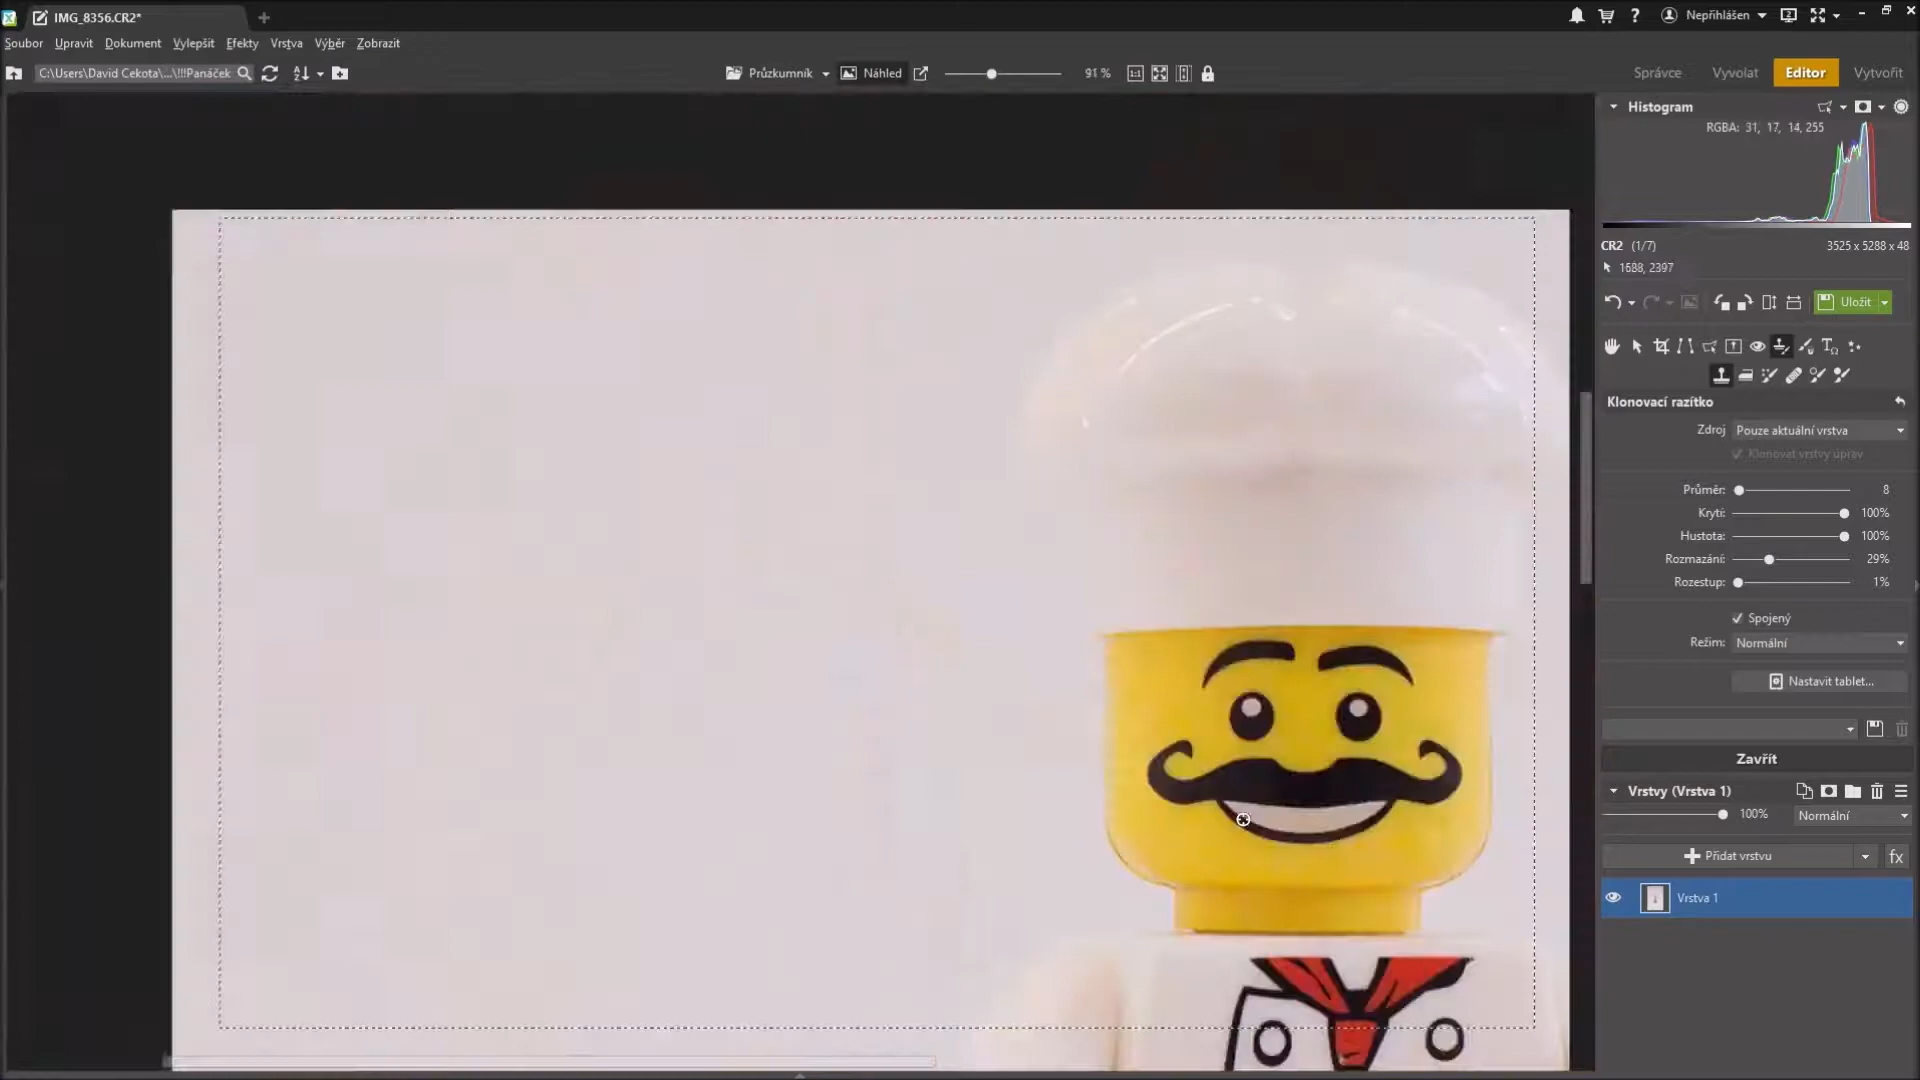 IMG_8356.CR2*
Nepřihlášen
Soubor Upravit Dokument Vylepšit Efekty Vrstva Výběr Zobrazit
C:\Users\David Cekota\...\!!!Panáček
Průzkumník
Náhled
91 %
Správce
Vyvolat
Editor
Vytvořit
Histogram
RGBA: 31, 17, 14, 255
CR2 (1/7) 3525 x 5288 x 48
1688, 2397
Uložit
Klonovací razítko
Zdroj Pouze aktuální vrstva
Klonovat vrstvy úprav
Průměr: 8
Krytí: 100%
Hustota: 100%
Rozmazání: 29%
Rozestup: 1%
Spojený
Režim: Normální
Nastavit tablet...
Zavřít
Vrstvy (Vrstva 1)
100% Normální
Přidat vrstvu
fx
Vrstva 1